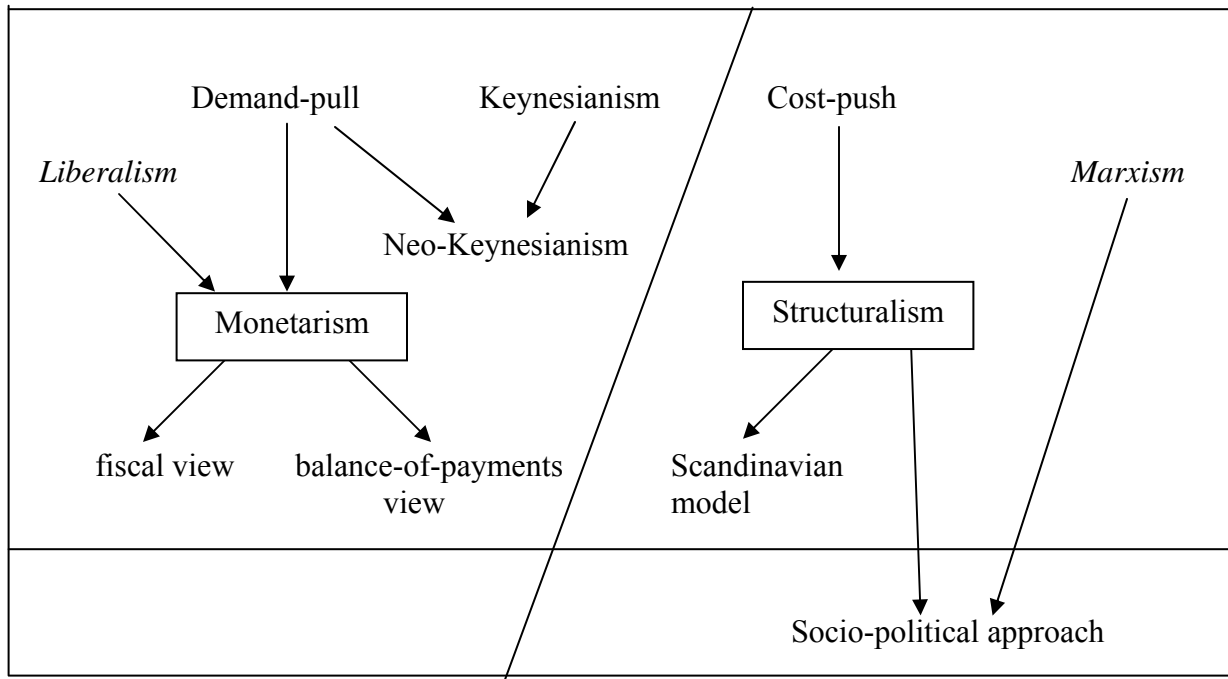 Demand-pull
Keynesianism
Cost-push
Liberalism
Marxism
Neo-Keynesianism
Monetarism
Structuralism
fiscal view
balance-of-payments
view
Scandinavian
model
Socio-political approach